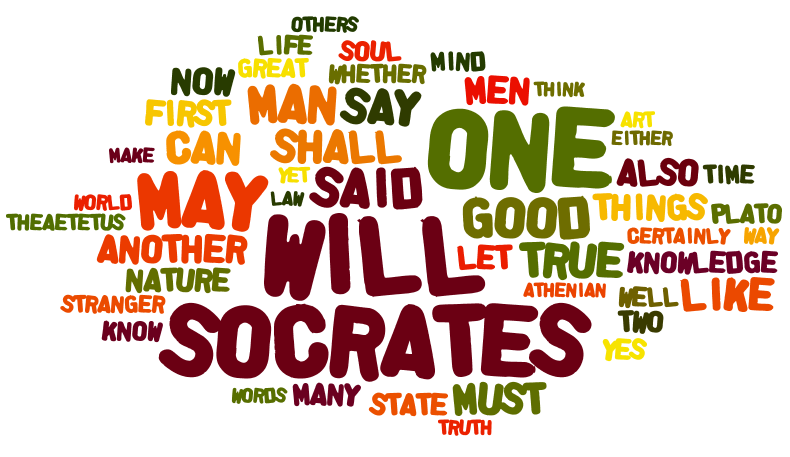 OTHERS
LIFE
SOUL
MIND
GREAT
WHETHER
NOW
MEN
THINK
FIRST
MAN
SAY
ONE
ART
EITHER
MAKE
CAN
SHALL
YET
SAID
ALSO
TIME
WORLD
MAY
LAW
THEAETETUS
GOOD
THINGS
PLATO
ANOTHER
WILL
LET
TRUE
CERTAINLY
WAY
KNOWLEDGE
NATURE
ATHENIAN
WELL
LIKE
STRANGER
KNOW
SOCRATES
TWO
YES
WORDS
MANY
STATE
MUST
TRUTH